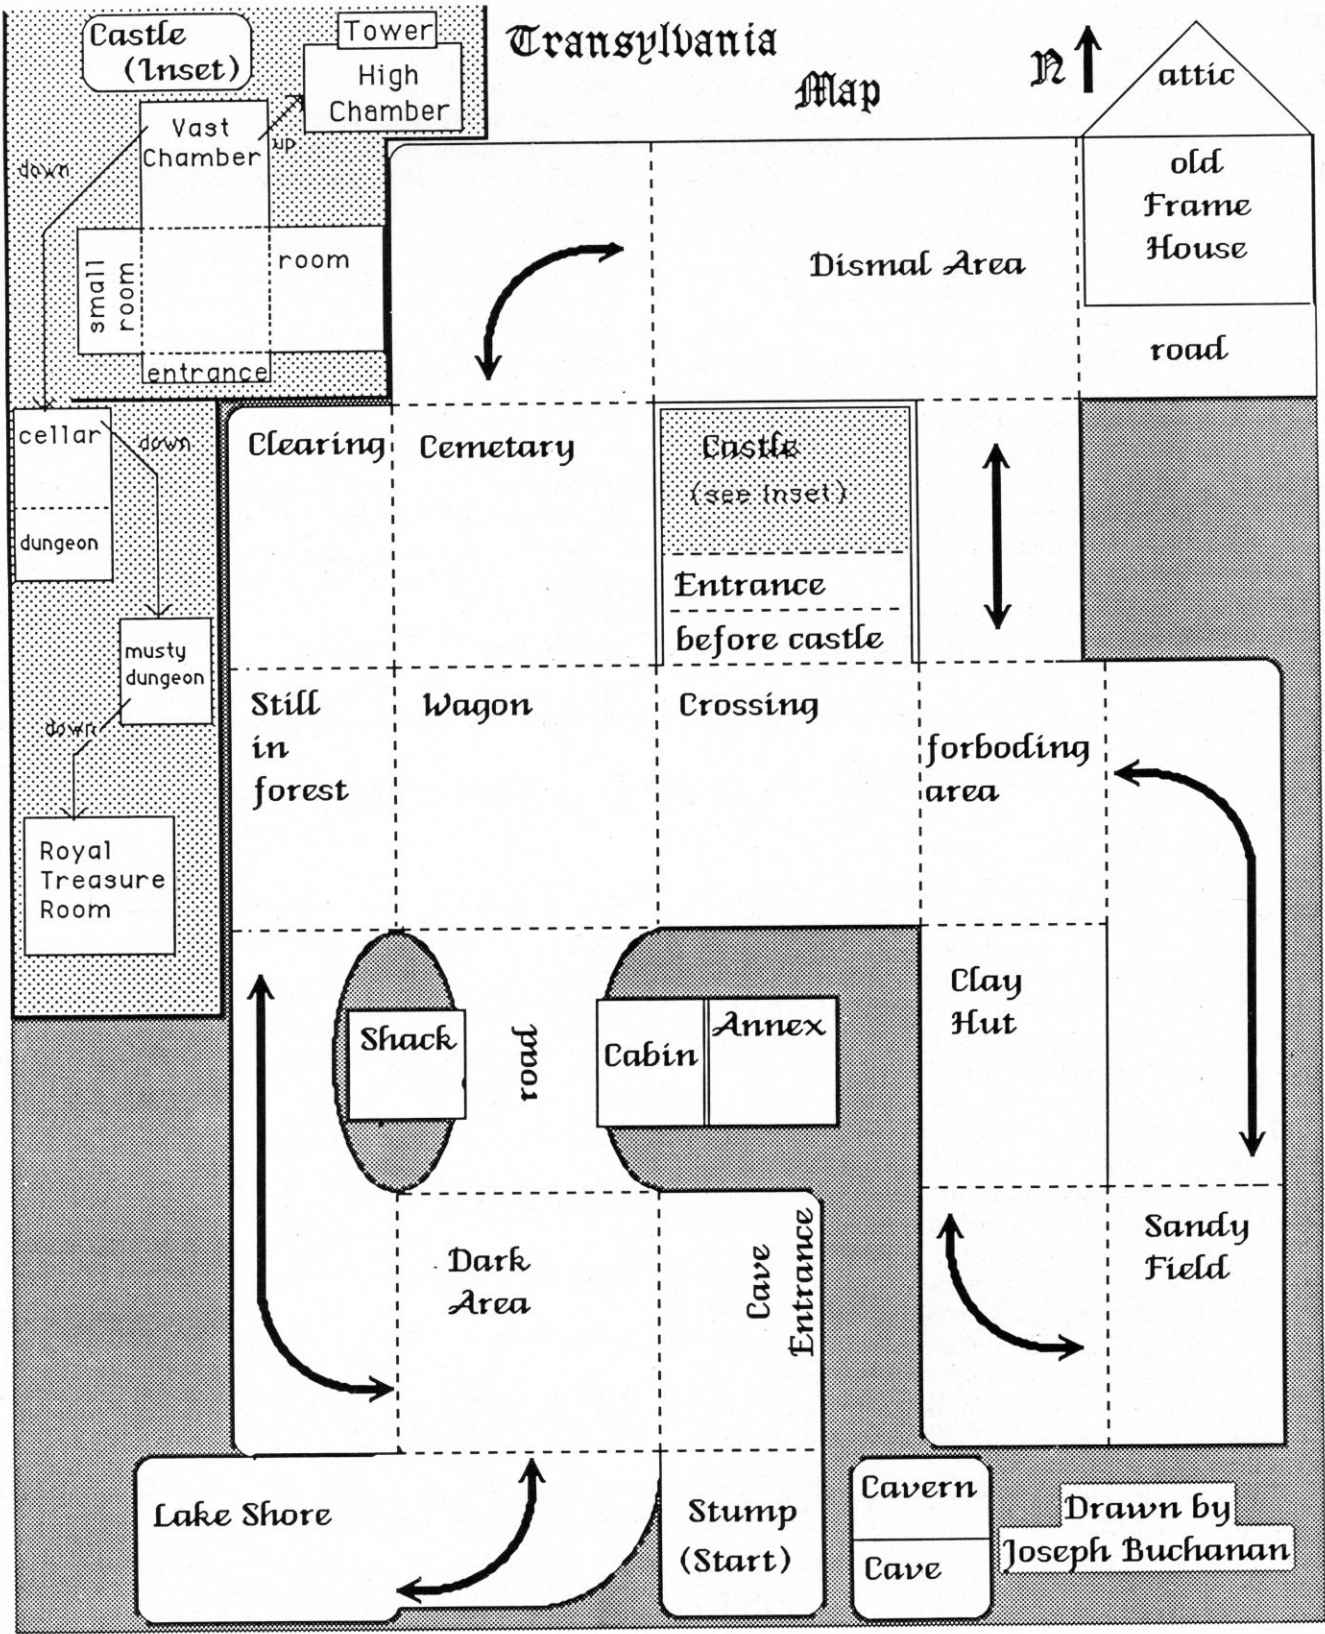 Transylvania
Map
N
Castle
(Inset)
Tower
High
Chamber
Vast
Chamber
up
down
small
room
room
entrance
cellar
down
dungeon
musty
dungeon
down
Royal
Treasure
Room
attic
old
Frame
House
road
Dismal Area
Clearing
Cemetary
Castle
(see Inset)
Entrance
before castle
Still
in
forest
Wagon
Crossing
forboding
area
Shack
road
Cabin
Annex
Clay
Hut
Dark
Area
Cave
Entrance
Sandy
Field
Lake Shore
Stump
(Start)
Cavern
Cave
Drawn by
Joseph Buchanan